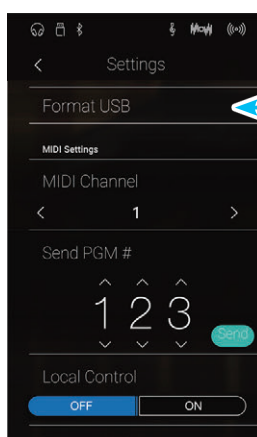 Settings
Format USB
MIDI Settings
MIDI Channel
1
Send PGM #
1 2 3
Send
Local Control
OFF ON